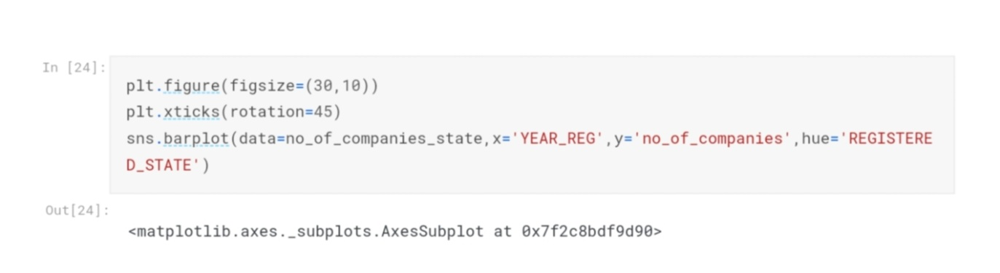 In [24]:
plt.figure(figsize=(30,10))
plt.xticks(rotation=45)
sns.barplot(data=no_of_companies_state,x='YEAR_REG',y='no_of_companies',hue='REGISTERE
D_STATE')
Out[24]:
<matplotlib.axes._subplots.AxesSubplot at 0x7f2c8bdf9d90>